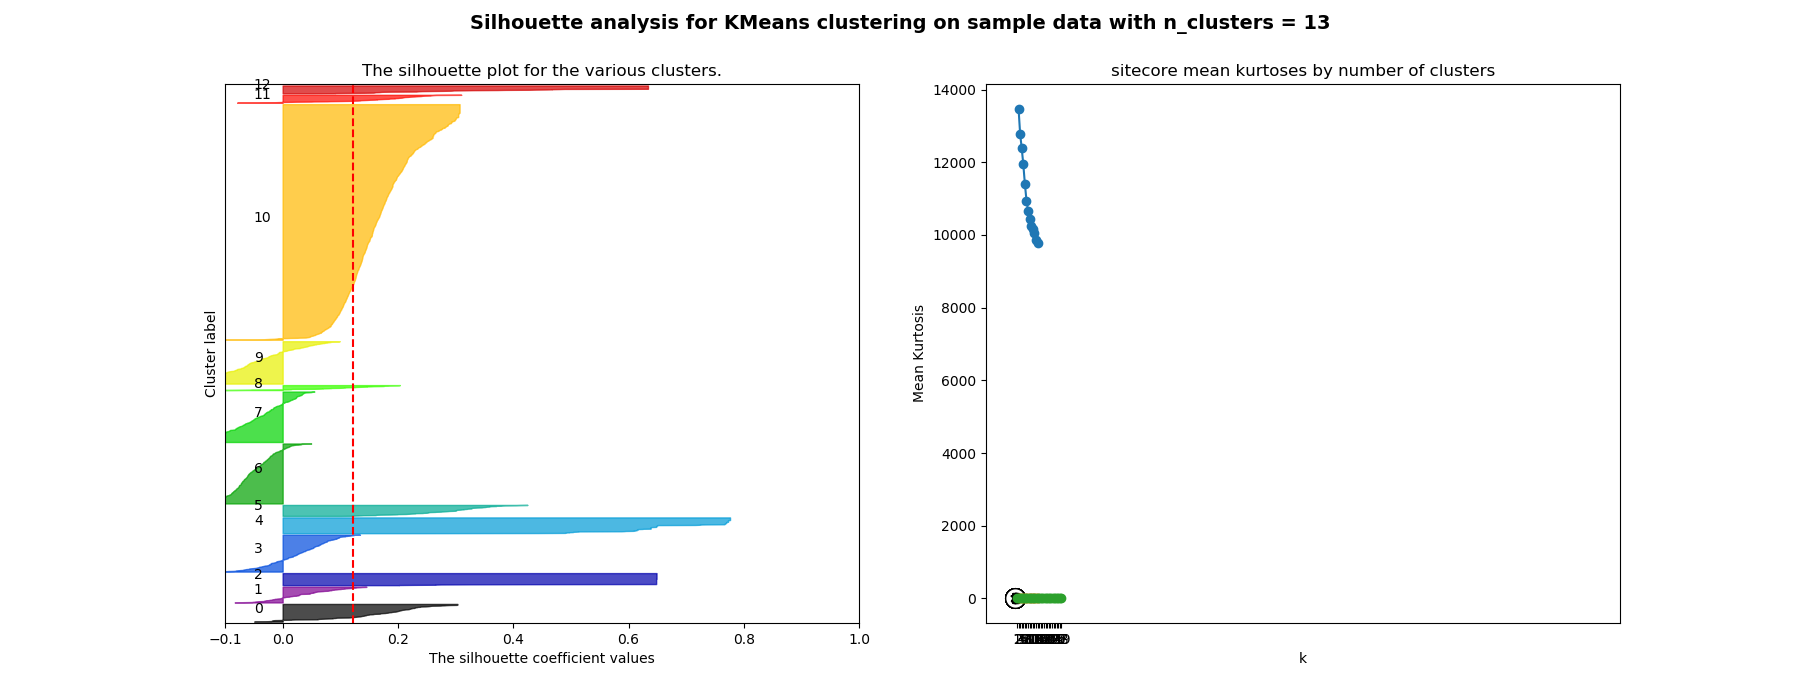 Silhouette analysis for KMeans clustering on sample data with n_clusters = 13
The silhouette plot for the various clusters.
12
11
10
9
8
7
6
5
4
3
2
1
0
Cluster label
−0.1 0.0 0.2 0.4 0.6 0.8 1.0
The silhouette coefficient values
sitecore mean kurtoses by number of clusters
14000
12000
10000
8000
6000
4000
2000
0
Mean Kurtosis
k